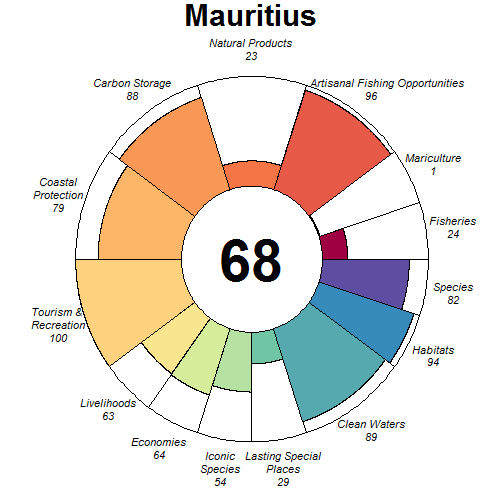 Mauritius
Natural Products
23
Carbon Storage
88
Artisanal Fishing Opportunities
96
Mariculture
1
Coastal
Protection
79
Fisheries
24
68
Species
82
Tourism &
Recreation
100
Habitats
94
Livelihoods
63
Clean Waters
89
Economies
64
Iconic
Species
54
Lasting Special
Places
29